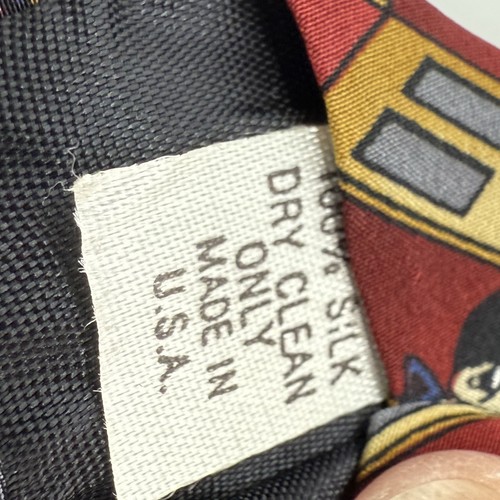 100% SILK
DRY CLEAN
ONLY
MADE IN
U.S.A.